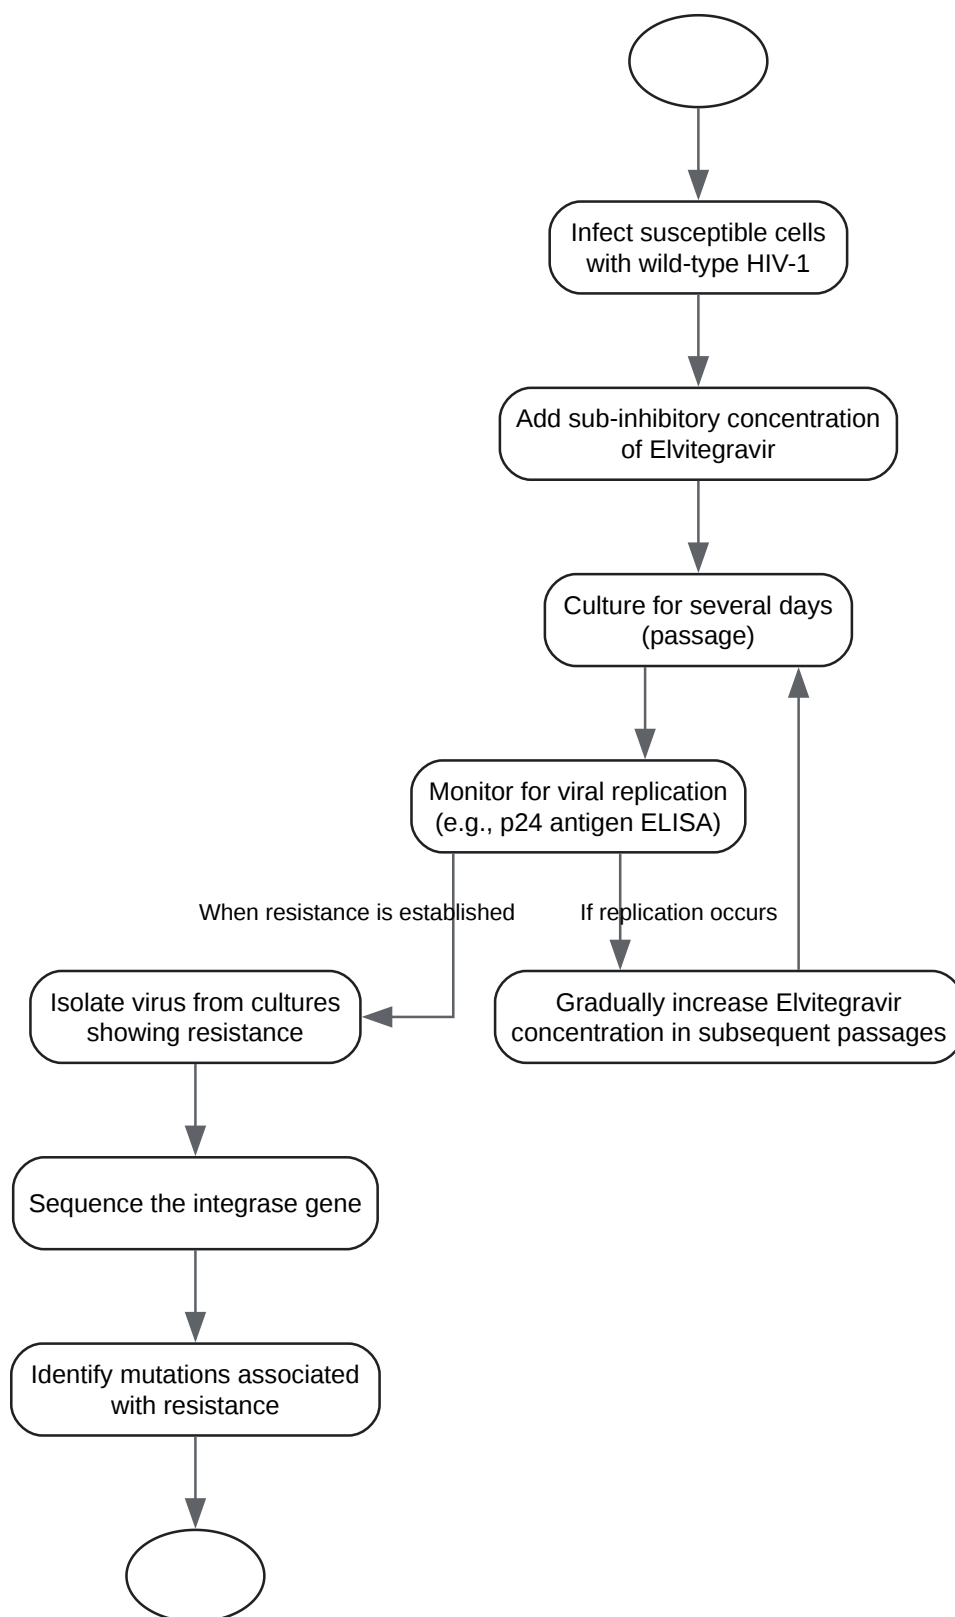 Infect susceptible cells
with wild-type HIV-1
Add sub-inhibitory concentration
of Elvitegravir
Culture for several days
(passage)
Monitor for viral replication
(e.g., p24 antigen ELISA)
When resistance is established
If replication occurs
Isolate virus from cultures
showing resistance
Gradually increase Elvitegravir
concentration in subsequent passages
Sequence the integrase gene
Identify mutations associated
with resistance